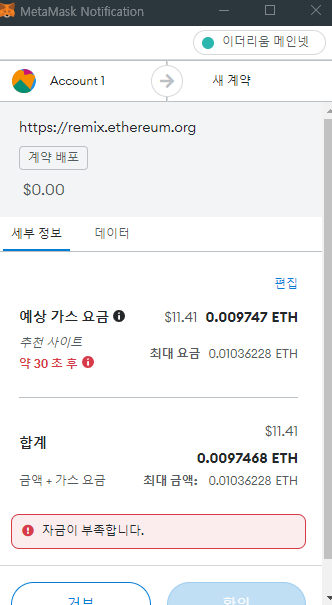 MetaMask Notification
이더리움 메인넷
Account 1
새 계약
https://remix.ethereum.org
계약 배포
$0.00
세부 정보 데이터
편집
예상 가스 요금 $11.41 0.009747 ETH
추천 사이트
약 30 초 후
최대 요금 0.01036228 ETH
합계
$11.41
0.0097468 ETH
금액 + 가스 요금 최대 금액: 0.01036228 ETH
자금이 부족합니다.
거부 확인